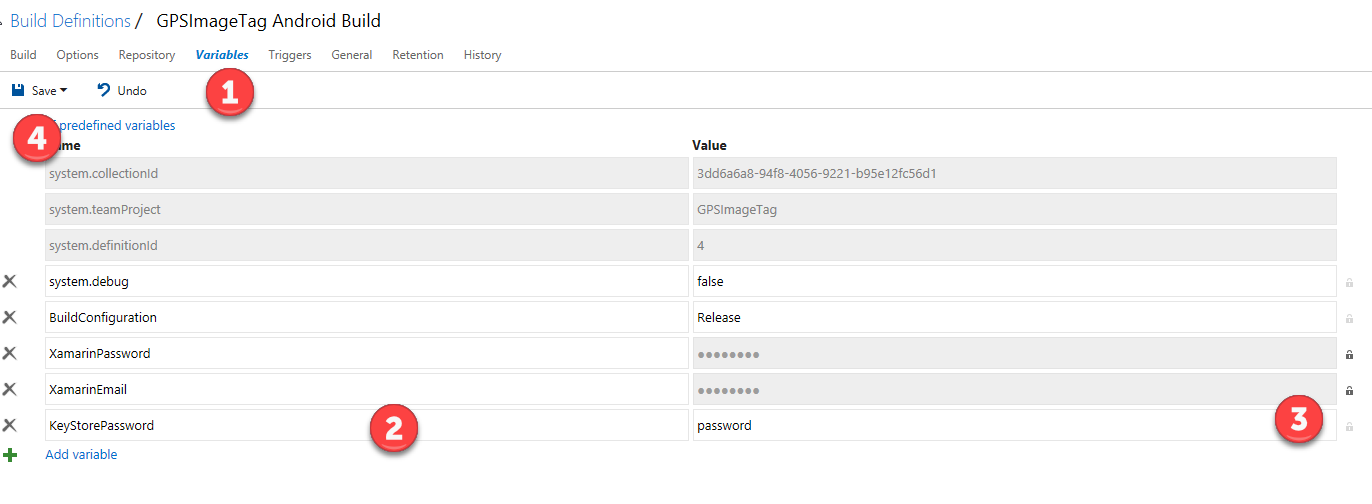 Build Definitions / GPSImageTag Android Build
Build Options Repository Variables Triggers General Retention History
Save Undo
1
predefined variables
4
Value
system.collectionId 3dd6a6a8-94f8-4056-9221-b95e12fc56d1
system.teamProject GPSImageTag
system.definitionId 4
system.debug false
BuildConfiguration Release
XamarinPassword ●●●●●●●●
XamarinEmail ●●●●●●●●
KeyStorePassword 2 password 3
Add variable